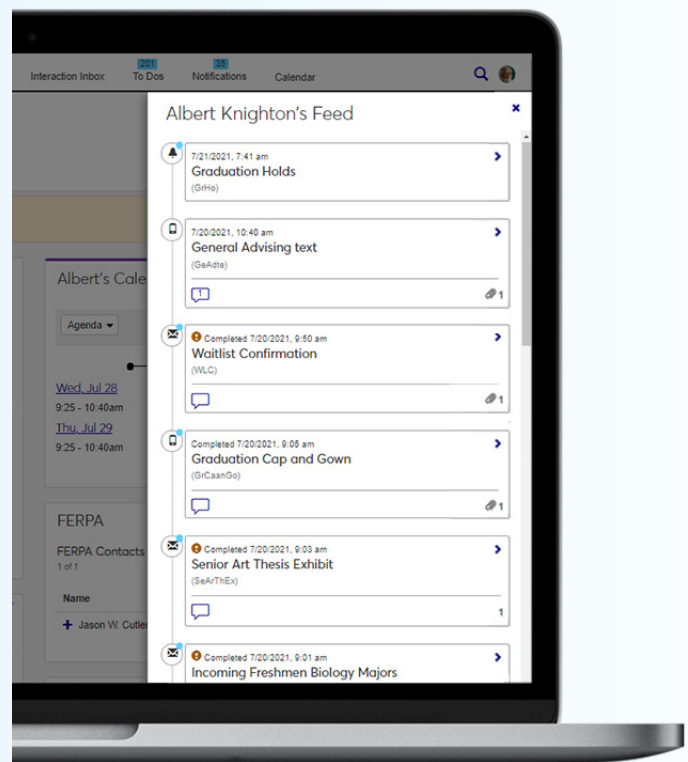 201
35
Interaction Inbox To Dos Notifications Calendar
Albert Knighton's Feed
7/21/2021, 7:41 am
Graduation Holds
(GrHo)
7/20/2021, 10:40 am
General Advising text
(GeAdte)
1
1
Completed 7/20/2021, 9:50 am
Waitlist Confirmation
(WLC)
1
Completed 7/20/2021, 9:05 am
Graduation Cap and Gown
(GrCaanGo)
1
Completed 7/20/2021, 9:03 am
Senior Art Thesis Exhibit
(SeArThEx)
1
Completed 7/20/2021, 9:01 am
Incoming Freshmen Biology Majors
Albert's Cale
Agenda
Wed, Jul 28
9:25 - 10:40am
Thu, Jul 29
9:25 - 10:40am
FERPA
FERPA Contacts
1 of 1
Name
Jason W. Cutler